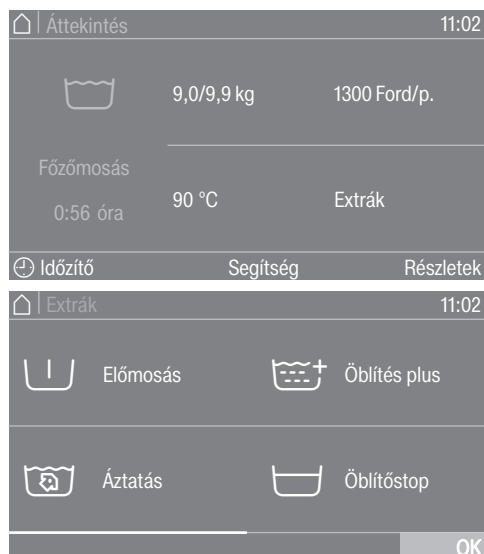 Áttekintés 11:02
9,0/9,9 kg 1300 Ford/p.
Főzőmosás
0:56 óra
90 °C Extrák
Időzítő Segítség Részletek
Extrák 11:02
Előmosás Öblítés plus
Áztatás Öblítőstop
OK